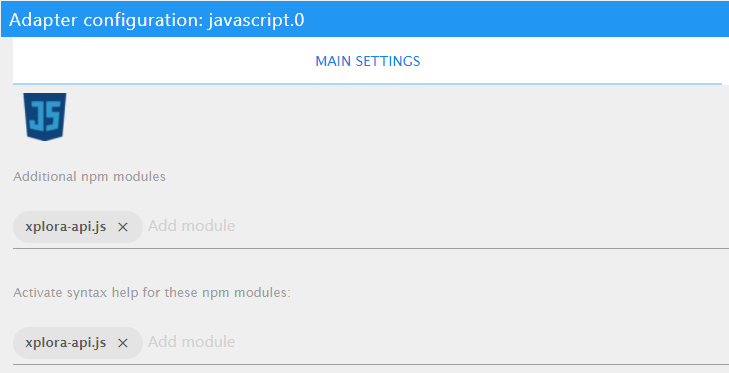 Adapter configuration: javascript.0
MAIN SETTINGS
JS
Additional npm modules
xplora-api.js × Add module
Activate syntax help for these npm modules:
xplora-api.js × Add module